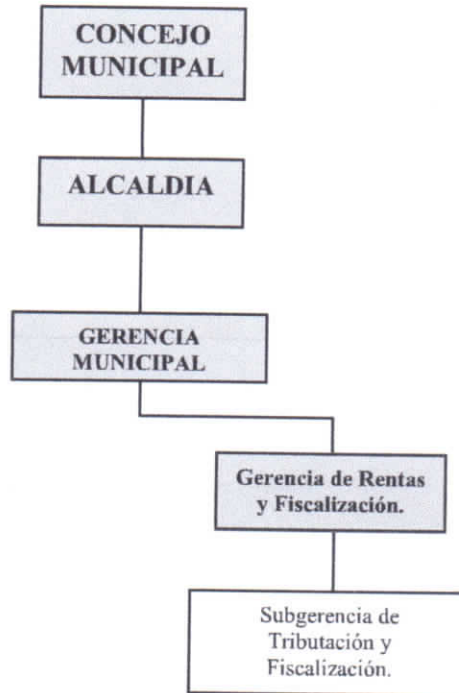 CONCEJO
MUNICIPAL
ALCALDIA
GERENCIA
MUNICIPAL
Gerencia de Rentas
y Fiscalización.
Subgerencia de
Tributación y
Fiscalización.